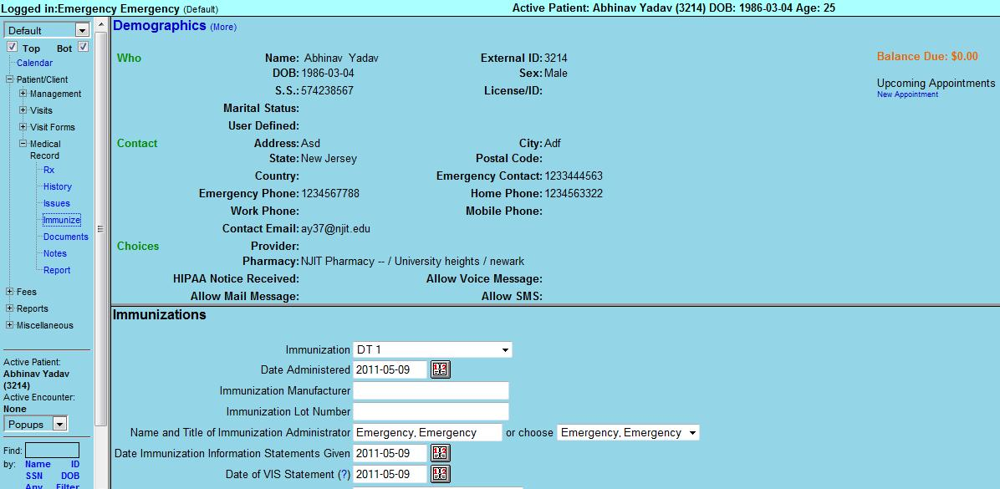 Logged in:Emergency Emergency (Default)
Active Patient: Abhinav Yadav (3214) DOB: 1986-03-04 Age: 25
Default
Top Bot
Calendar
Patient/Client
Management
Visits
Visit Forms
Medical
Record
Rx
History
Issues
Immunize
Documents
Notes
Report
Fees
Reports
Miscellaneous
Active Patient:
Abhinav Yadav
(3214)
Active Encounter:
None
Popups
Find:
by: Name ID
SSN DOB
Any Filter
Demographics (More)
Who Name: Abhinav Yadav External ID: 3214
DOB: 1986-03-04 Sex: Male
S.S.: 574238567 License/ID:
Marital Status:
User Defined:
Contact Address: Asd City: Adf
State: New Jersey Postal Code:
Country: Emergency Contact: 1233444563
Emergency Phone: 1234567788 Home Phone: 1234563322
Work Phone: Mobile Phone:
Contact Email: ay37@njit.edu
Choices Provider:
Pharmacy: NJIT Pharmacy -- / University heights / newark
HIPAA Notice Received: Allow Voice Message:
Allow Mail Message: Allow SMS:
Balance Due: $0.00
Upcoming Appointments
New Appointment
Immunizations
Immunization DT 1
Date Administered 2011-05-09
Immunization Manufacturer
Immunization Lot Number
Name and Title of Immunization Administrator Emergency, Emergency or choose Emergency, Emergency
Date Immunization Information Statements Given 2011-05-09
Date of VIS Statement (?) 2011-05-09